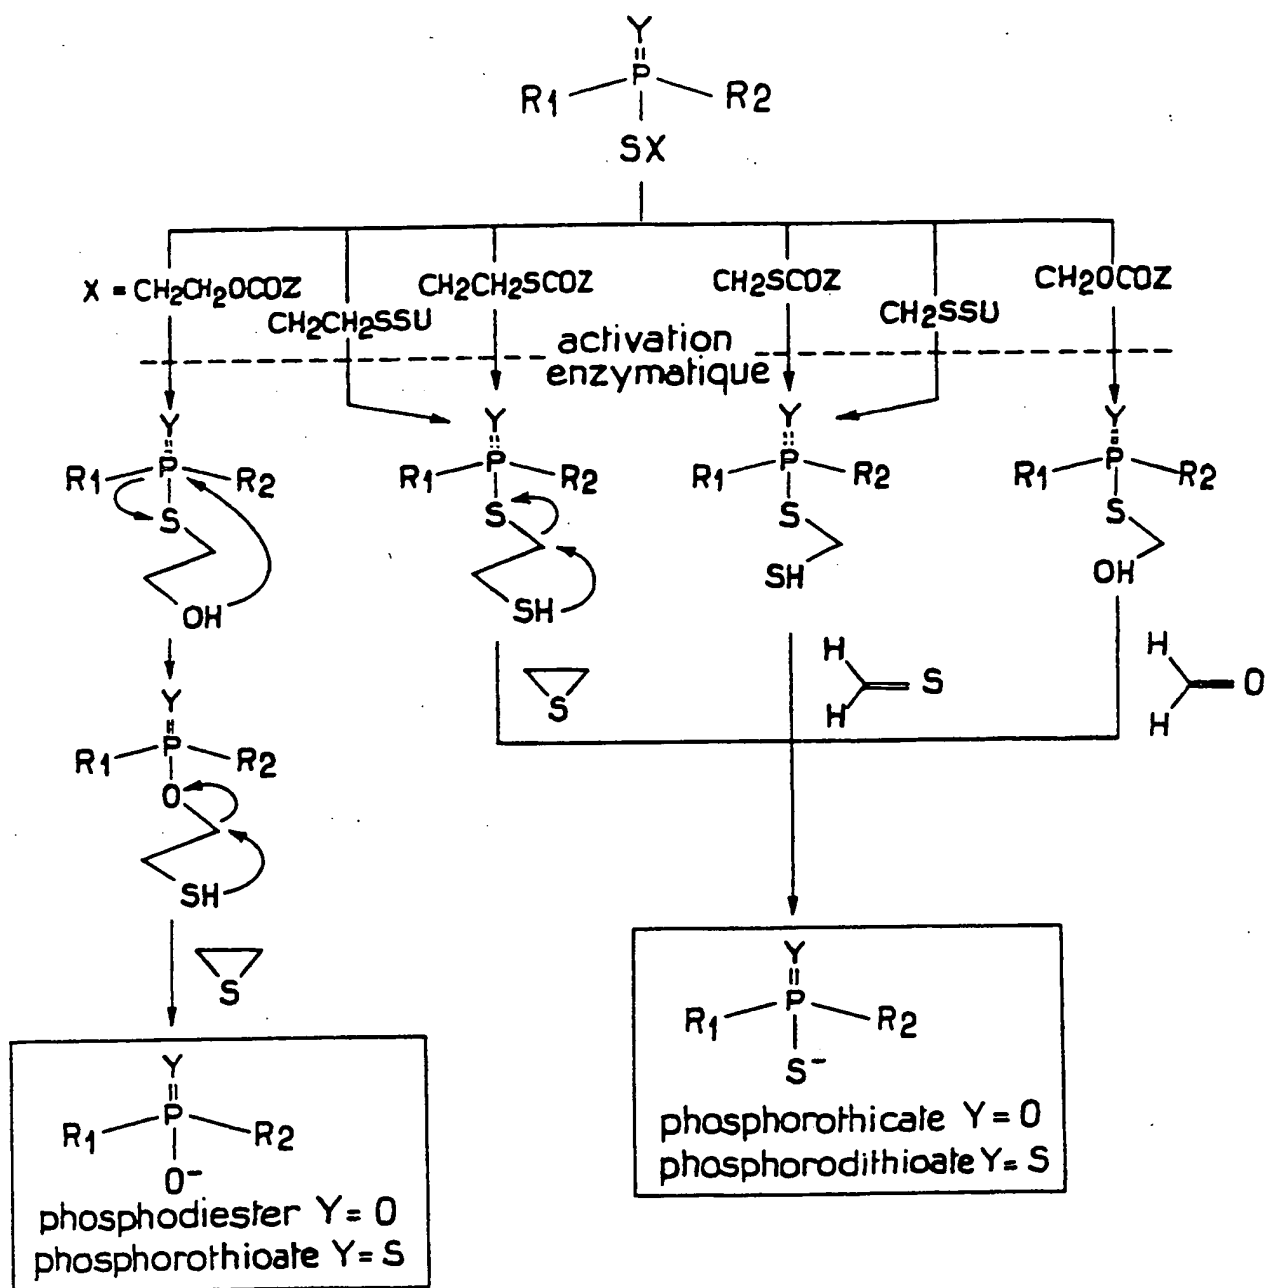 Y
P
R1 R2
SX
X = CH2CH2OCOZ
CH2CH2SSU
CH2CH2SCOZ
CH2SCOZ
CH2SSU
CH2OCOZ
activation
enzymatique
Y
P
R1 R2
S
OH
Y
P
R1 R2
S
SH
Y
P
R1 R2
S
SH
Y
P
R1 R2
S
OH
S
H
S
H
H
O
H
Y
P
R1 R2
O
SH
S
Y
P
R1 R2
O-
phosphodiester Y = O
phosphorothioate Y = S
Y
P
R1 R2
S-
phosphorothicate Y = O
phosphorodithioate Y = S